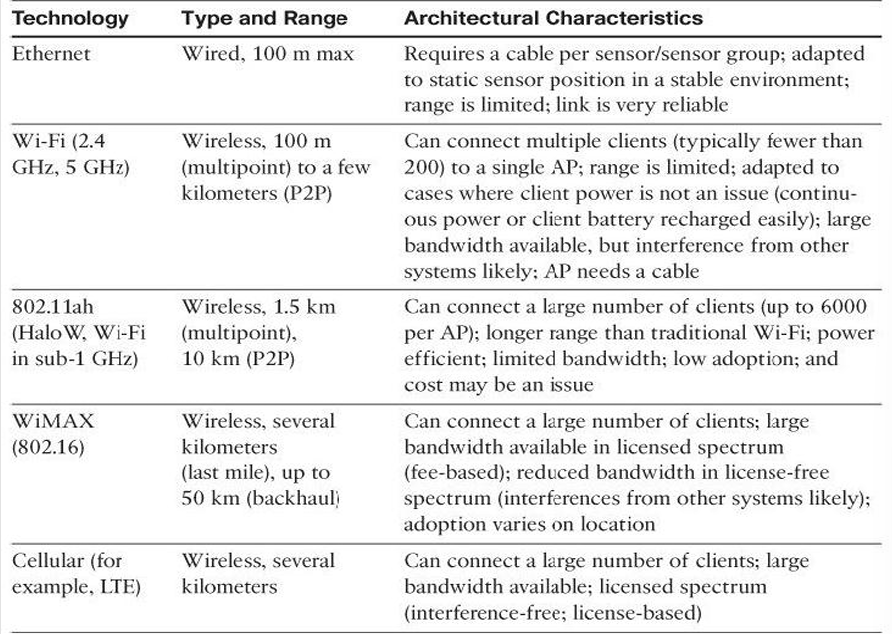 Technology Type and Range Architectural Characteristics
Ethernet Wired, 100 m max Requires a cable per sensor/sensor group; adapted
to static sensor position in a stable environment;
range is limited; link is very reliable
Wi-Fi (2.4 Wireless, 100 m Can connect multiple clients (typically fewer than
GHz, 5 GHz) (multipoint) to a few 200) to a single AP; range is limited; adapted to
kilometers (P2P) cases where client power is not an issue (continu-
ous power or client battery recharged easily); large
bandwidth available, but interference from other
systems likely; AP needs a cable
802.11ah Wireless, 1.5 km Can connect a large number of clients (up to 6000
(HaloW, Wi-Fi (multipoint), per AP); longer range than traditional Wi-Fi; power
in sub-1 GHz) 10 km (P2P) efficient; limited bandwidth; low adoption; and
cost may be an issue
WiMAX Wireless, several Can connect a large number of clients; large
(802.16) kilometers bandwidth available in licensed spectrum
(last mile), up to (fee-based); reduced bandwidth in license-free
50 km (backhaul) spectrum (interferences from other systems likely);
adoption varies on location
Cellular (for Wireless, several Can connect a large number of clients; large
example, LTE) kilometers bandwidth available; licensed spectrum
(interference-free; license-based)